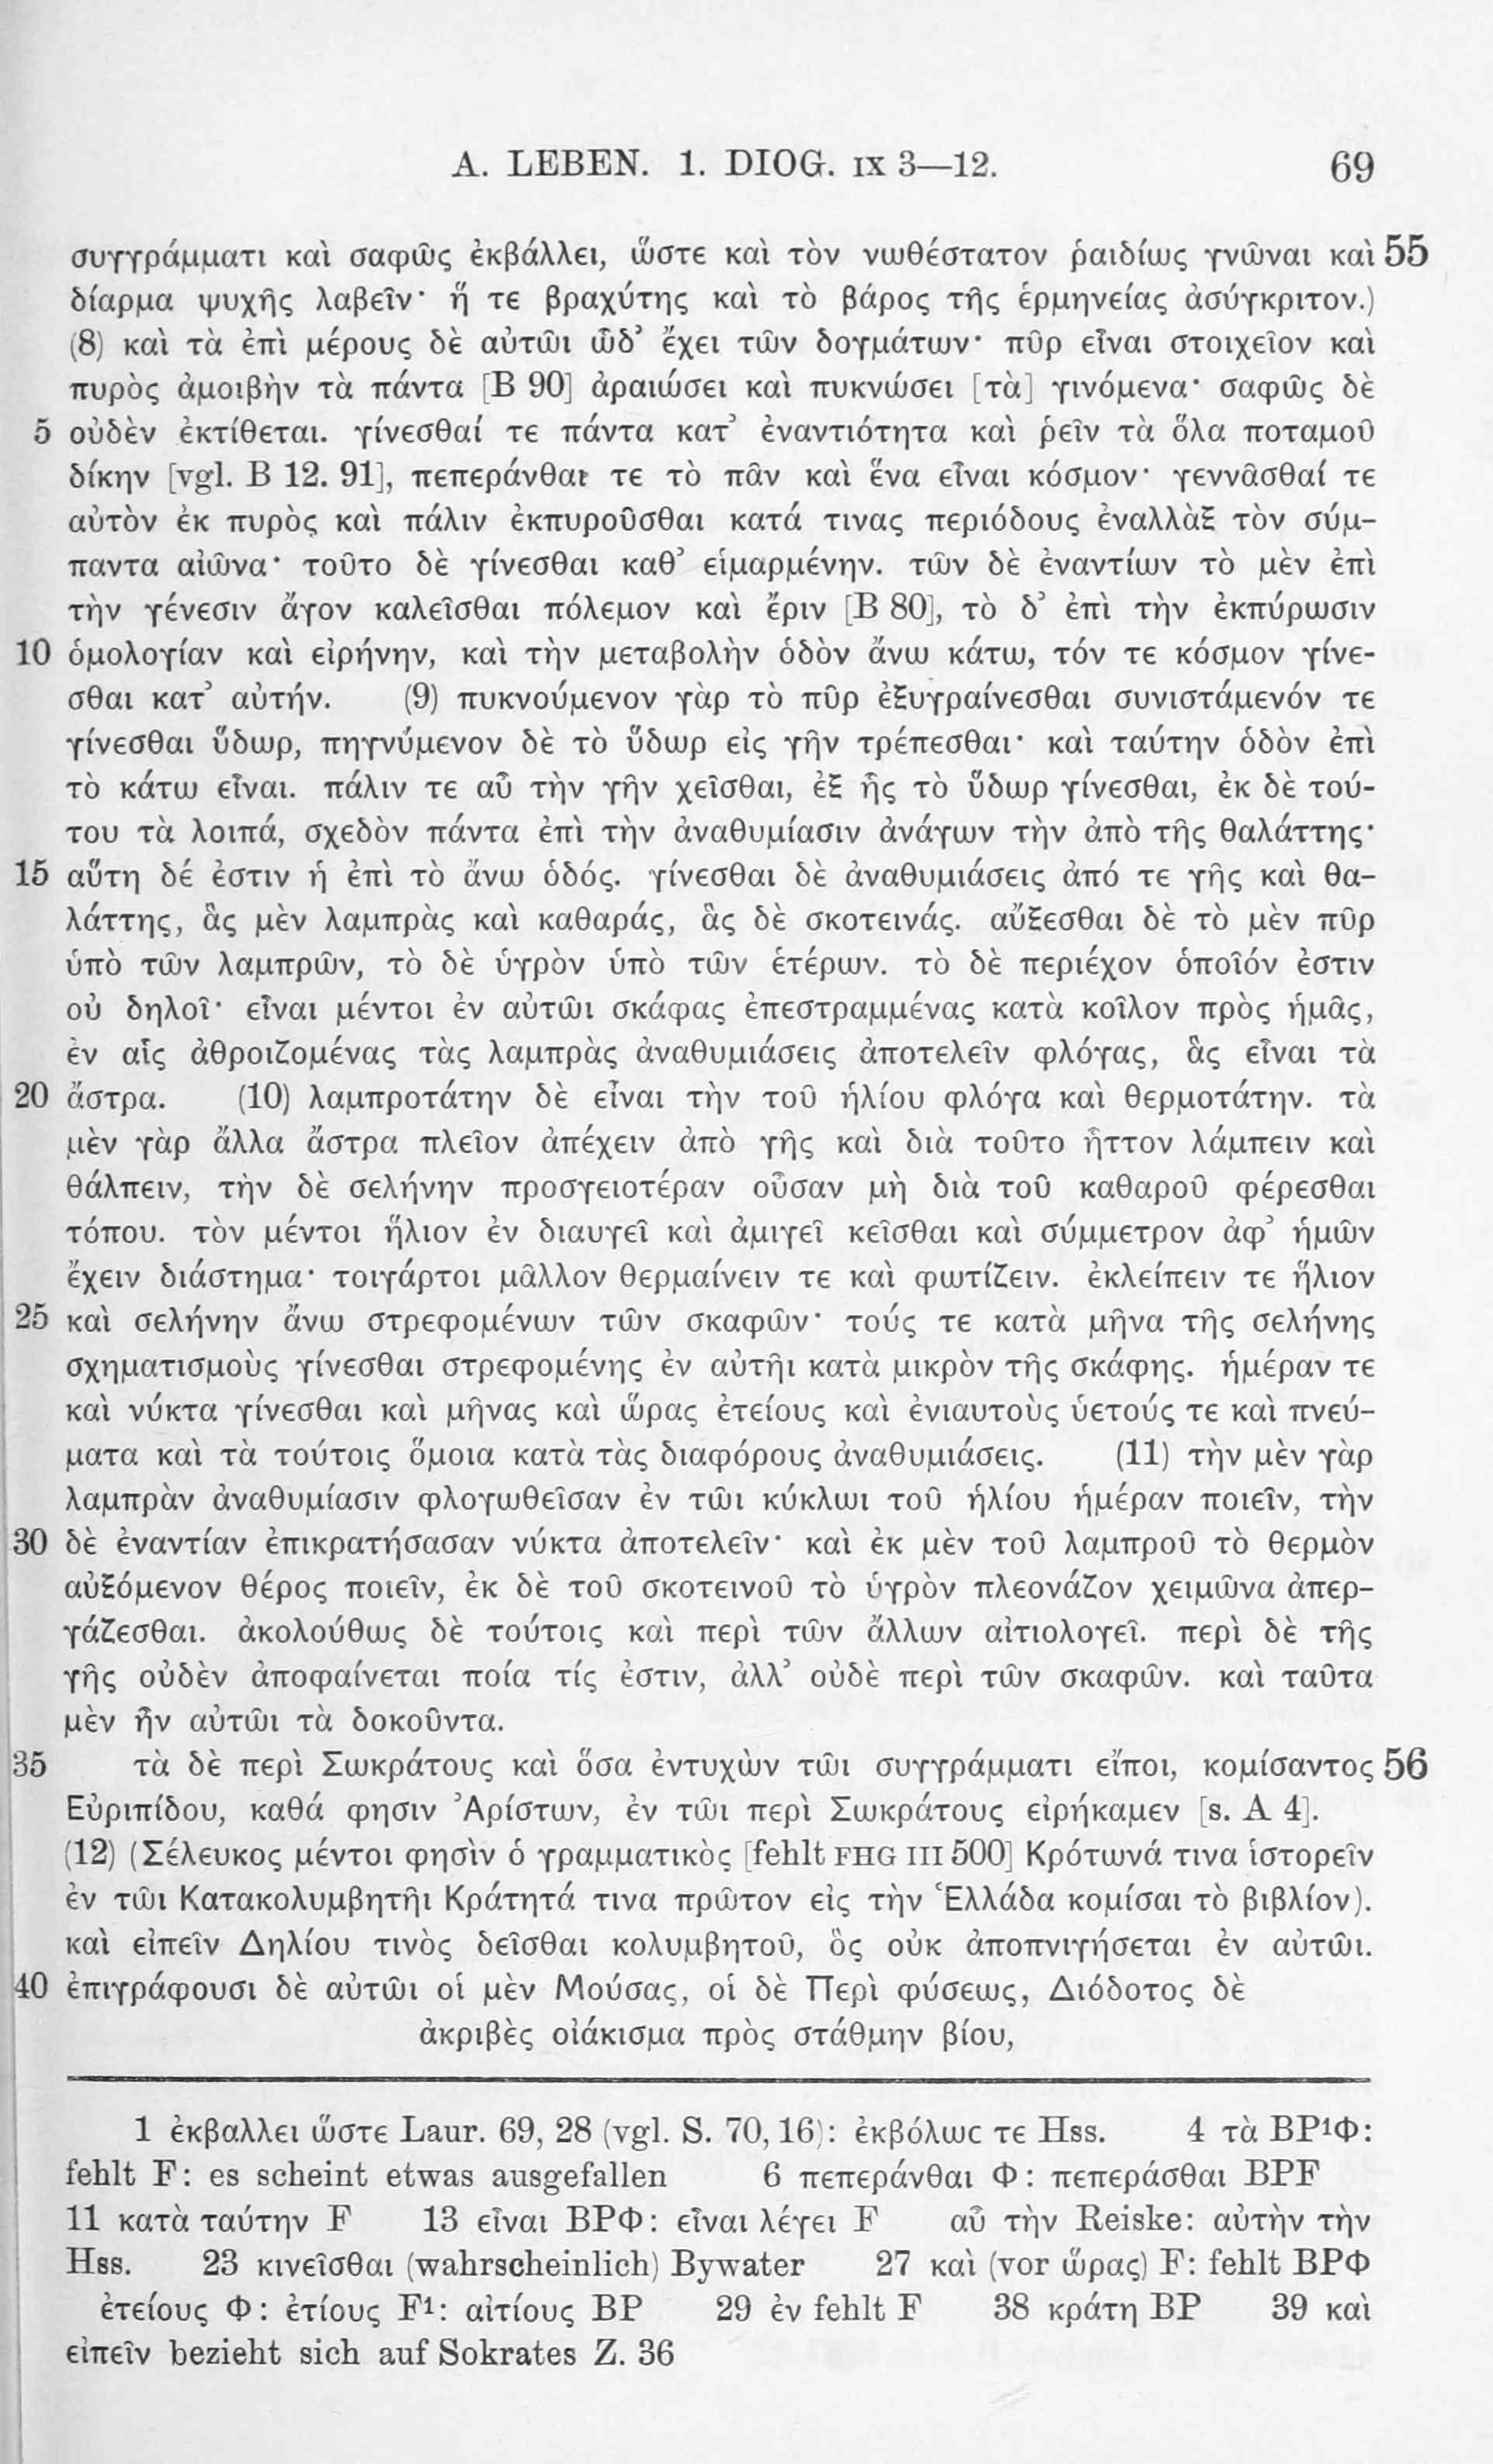 A. LEBEN. 1. DIOG. IX 3—12. 69
συγγράμματι καὶ σαφῶς ἐκβάλλει, ὥστε καὶ τὸν νωθέστατον ῥαιδίως γνῶναι καὶ 55
δίαρμα ψυχῆς λαβεῖν· ἥ τε βραχύτης καὶ τὸ βάρος τῆς ἑρμηνείας ἀσύγκριτον.)
(8) καὶ τὰ ἐπὶ μέρους δὲ αὐτῶι ὧδ’ ἔχει τῶν δογμάτων· πῦρ εἶναι στοιχεῖον καὶ
πυρὸς ἀμοιβὴν τὰ πάντα [B 90] ἀραιώσει καὶ πυκνώσει [τὰ] γινόμενα· σαφῶς δὲ
5 οὐδὲν ἐκτίθεται. γίνεσθαί τε πάντα κατ’ ἐναντιότητα καὶ ῥεῖν τὰ ὅλα ποταμοῦ
δίκην [vgl. B 12. 91], πεπεράνθαι τε τὸ πᾶν καὶ ἕνα εἶναι κόσμον· γεννᾶσθαί τε
αὐτὸν ἐκ πυρὸς καὶ πάλιν ἐκπυροῦσθαι κατά τινας περιόδους ἐναλλὰξ τὸν σύμ-
παντα αἰῶνα· τοῦτο δὲ γίνεσθαι καθ’ εἱμαρμένην. τῶν δὲ ἐναντίων τὸ μὲν ἐπὶ
τὴν γένεσιν ἄγον καλεῖσθαι πόλεμον καὶ ἔριν [B 80], τὸ δ’ ἐπὶ τὴν ἐκπύρωσιν
10 ὁμολογίαν καὶ εἰρήνην, καὶ τὴν μεταβολὴν ὁδὸν ἄνω κάτω, τόν τε κόσμον γίνε-
σθαι κατ’ αὐτήν. (9) πυκνούμενον γὰρ τὸ πῦρ ἐξυγραίνεσθαι συνιστάμενόν τε
γίνεσθαι ὕδωρ, πηγνύμενον δὲ τὸ ὕδωρ εἰς γῆν τρέπεσθαι· καὶ ταύτην ὁδὸν ἐπὶ
τὸ κάτω εἶναι. πάλιν τε αὖ τὴν γῆν χεῖσθαι, ἐξ ἧς τὸ ὕδωρ γίνεσθαι, ἐκ δὲ τού-
του τὰ λοιπά, σχεδὸν πάντα ἐπὶ τὴν ἀναθυμίασιν ἀνάγων τὴν ἀπὸ τῆς θαλάττης·
15 αὕτη δέ ἐστιν ἡ ἐπὶ τὸ ἄνω ὁδός. γίνεσθαι δὲ ἀναθυμιάσεις ἀπό τε γῆς καὶ θα-
λάττης, ἃς μὲν λαμπρὰς καὶ καθαράς, ἃς δὲ σκοτεινάς. αὔξεσθαι δὲ τὸ μὲν πῦρ
ὑπὸ τῶν λαμπρῶν, τὸ δὲ ὑγρὸν ὑπὸ τῶν ἑτέρων. τὸ δὲ περιέχον ὁποῖόν ἐστιν
οὐ δηλοῖ· εἶναι μέντοι ἐν αὐτῶι σκάφας ἐπεστραμμένας κατὰ κοῖλον πρὸς ἡμᾶς,
ἐν αἷς ἀθροιζομένας τὰς λαμπρὰς ἀναθυμιάσεις ἀποτελεῖν φλόγας, ἃς εἶναι τὰ
20 ἄστρα. (10) λαμπροτάτην δὲ εἶναι τὴν τοῦ ἡλίου φλόγα καὶ θερμοτάτην. τὰ
μὲν γὰρ ἄλλα ἄστρα πλεῖον ἀπέχειν ἀπὸ γῆς καὶ διὰ τοῦτο ἧττον λάμπειν καὶ
θάλπειν, τὴν δὲ σελήνην προσγειοτέραν οὖσαν μὴ διὰ τοῦ καθαροῦ φέρεσθαι
τόπου. τὸν μέντοι ἥλιον ἐν διαυγεῖ καὶ ἀμιγεῖ κεῖσθαι καὶ σύμμετρον ἀφ’ ἡμῶν
ἔχειν διάστημα· τοιγάρτοι μᾶλλον θερμαίνειν τε καὶ φωτίζειν. ἐκλείπειν τε ἥλιον
25 καὶ σελήνην ἄνω στρεφομένων τῶν σκαφῶν· τούς τε κατὰ μῆνα τῆς σελήνης
σχηματισμοὺς γίνεσθαι στρεφομένης ἐν αὐτῆι κατὰ μικρὸν τῆς σκάφης. ἡμέραν τε
καὶ νύκτα γίνεσθαι καὶ μῆνας καὶ ὥρας ἐτείους καὶ ἐνιαυτοὺς ὑετούς τε καὶ πνεύ-
ματα καὶ τὰ τούτοις ὅμοια κατὰ τὰς διαφόρους ἀναθυμιάσεις. (11) τὴν μὲν γὰρ
λαμπρὰν ἀναθυμίασιν φλογωθεῖσαν ἐν τῶι κύκλωι τοῦ ἡλίου ἡμέραν ποιεῖν, τὴν
30 δὲ ἐναντίαν ἐπικρατήσασαν νύκτα ἀποτελεῖν· καὶ ἐκ μὲν τοῦ λαμπροῦ τὸ θερμὸν
αὐξόμενον θέρος ποιεῖν, ἐκ δὲ τοῦ σκοτεινοῦ τὸ ὑγρὸν πλεονάζον χειμῶνα ἀπερ-
γάζεσθαι. ἀκολούθως δὲ τούτοις καὶ περὶ τῶν ἄλλων αἰτιολογεῖ. περὶ δὲ τῆς
γῆς οὐδὲν ἀποφαίνεται ποία τίς ἐστιν, ἀλλ’ οὐδὲ περὶ τῶν σκαφῶν. καὶ ταῦτα
μὲν ἦν αὐτῶι τὰ δοκοῦντα.
35 τὰ δὲ περὶ Σωκράτους καὶ ὅσα ἐντυχὼν τῶι συγγράμματι εἴποι, κομίσαντος 56
Εὐριπίδου, καθά φησιν Ἀρίστων, ἐν τῶι περὶ Σωκράτους εἰρήκαμεν [s. A 4].
(12) (Σέλευκος μέντοι φησὶν ὁ γραμματικὸς [fehlt FHG III 500] Κρότωνά τινα ἱστορεῖν
ἐν τῶι Κατακολυμβητῆι Κράτητά τινα πρῶτον εἰς τὴν Ἑλλάδα κομίσαι τὸ βιβλίον).
καὶ εἰπεῖν Δηλίου τινὸς δεῖσθαι κολυμβητοῦ, ὃς οὐκ ἀποπνιγήσεται ἐν αὐτῶι.
40 ἐπιγράφουσι δὲ αὐτῶι οἱ μὲν Μούσας, οἱ δὲ Περὶ φύσεως, Διόδοτος δὲ
ἀκριβὲς οἰάκισμα πρὸς στάθμην βίου,
1 ἐκβαλλει ὥστε Laur. 69, 28 (vgl. S. 70, 16): ἐκβόλως τε Hss. 4 τὰ BP¹Φ:
fehlt F: es scheint etwas ausgefallen 6 πεπεράνθαι Φ: πεπεράσθαι BPF
11 κατὰ ταύτην F 13 εἶναι BPΦ: εἶναι λέγει F αὖ τὴν Reiske: αὐτὴν τὴν
Hss. 23 κινεῖσθαι (wahrscheinlich) Bywater 27 καὶ (vor ὥρας) F: fehlt BPΦ
ἐτείους Φ: ἐτίους F¹: αἰτίους BP 29 ἐν fehlt F 38 κράτη BP 39 καὶ
εἰπεῖν bezieht sich auf Sokrates Z. 36